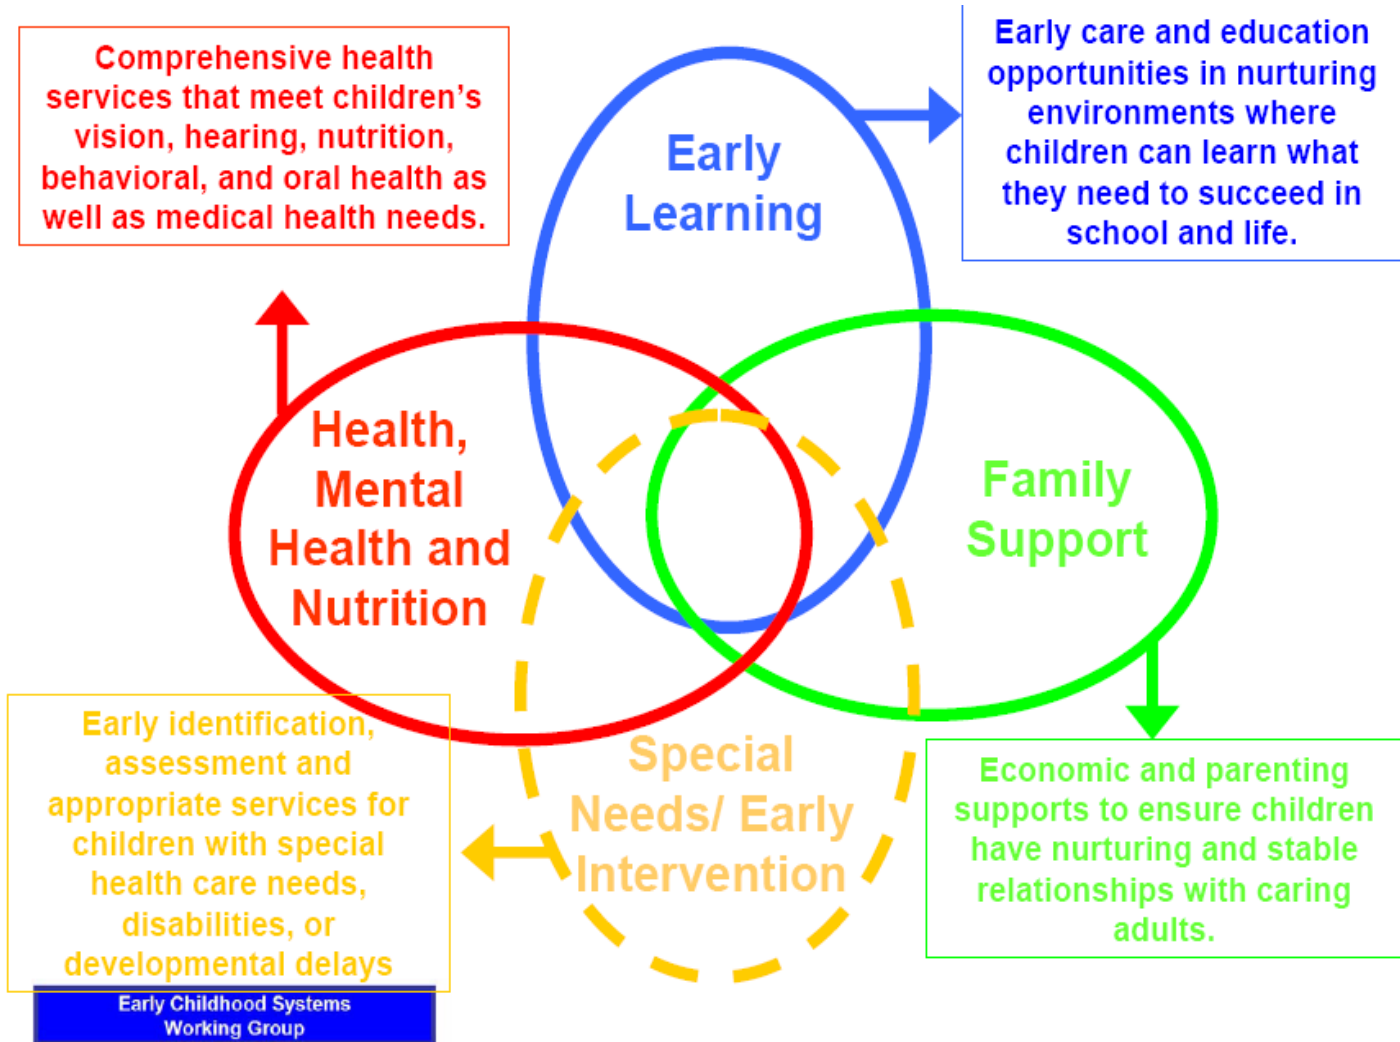 Comprehensive health
services that meet children's
vision, hearing, nutrition,
behavioral, and oral health as
well as medical health needs.
Early care and education
opportunities in nurturing
environments where
children can learn what
they need to succeed in
school and life.
Early
Learning
Health,
Mental
Health and
Nutrition
Family
Support
Special
Needs/ Early
Intervention
Early identification,
assessment and
appropriate services for
children with special
health care needs,
disabilities, or
developmental delays
Economic and parenting
supports to ensure children
have nurturing and stable
relationships with caring
adults.
Early Childhood Systems
Working Group